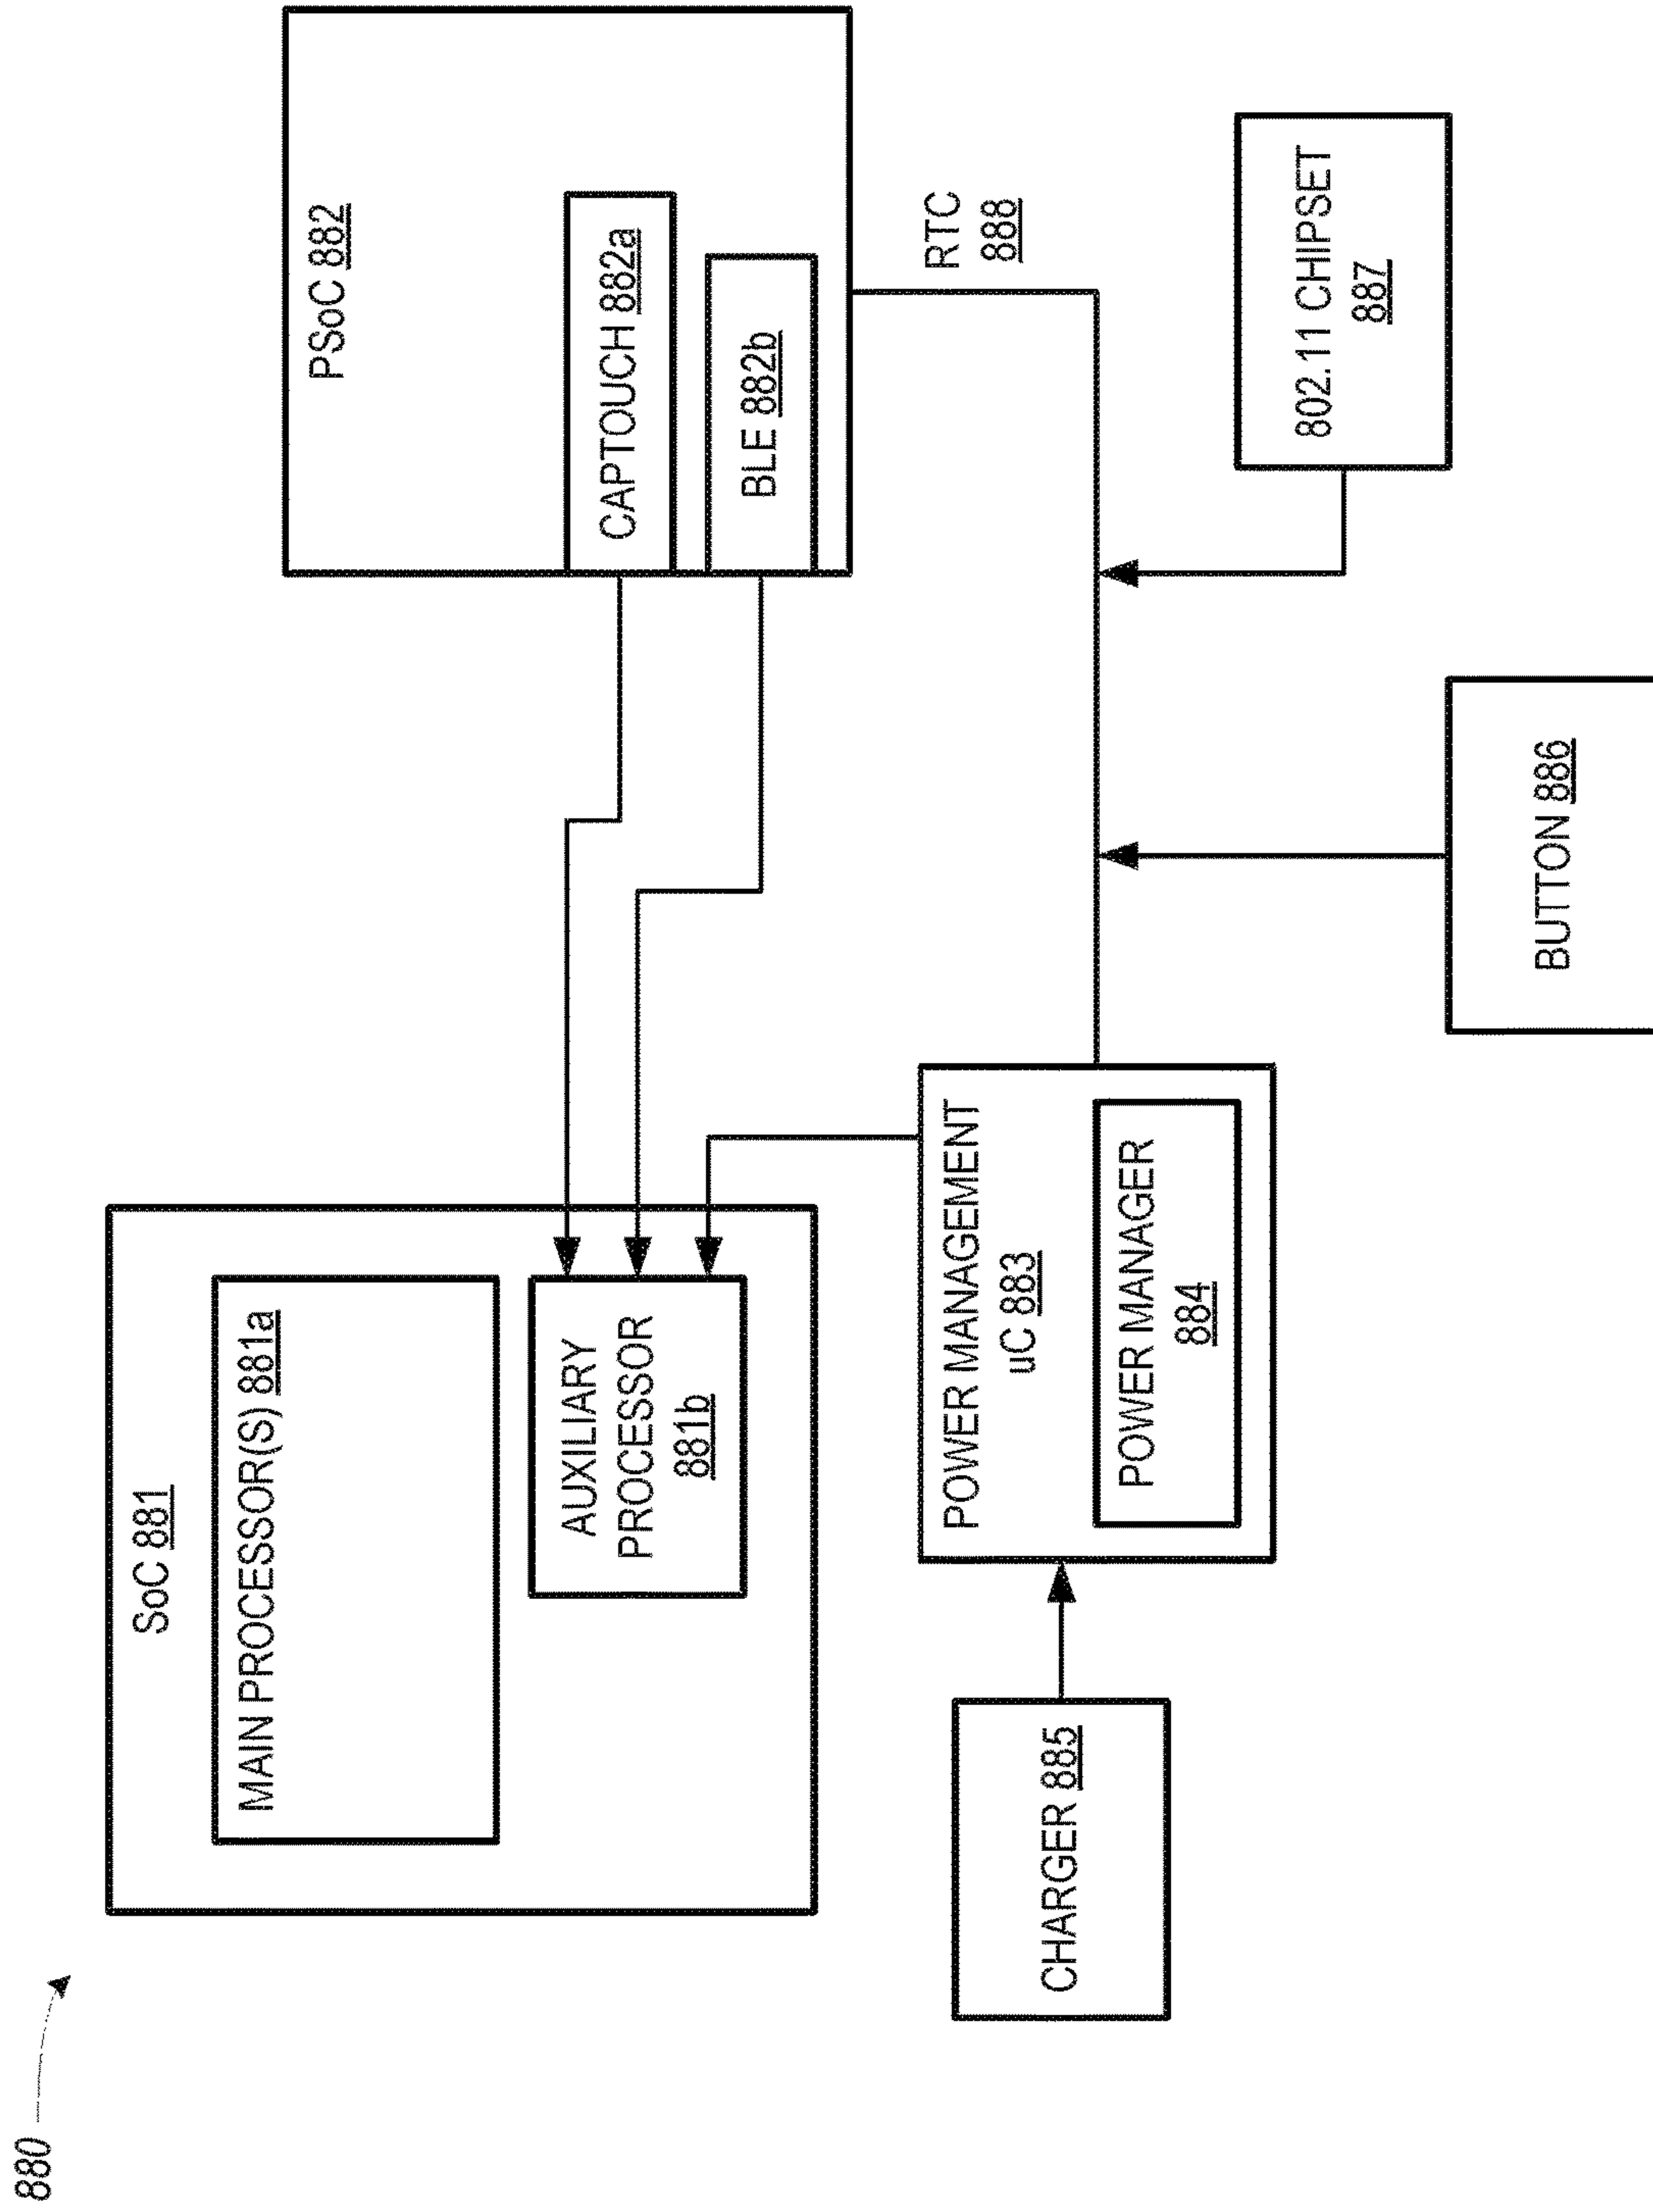 880
SoC 881
MAIN PROCESSOR(S) 881a
AUXILIARY
PROCESSOR
881b
PSoC 882
CAPTOUCH 882a
BLE 882b
RTC
888
CHARGER 885
POWER MANAGEMENT
uC 883
POWER MANAGER
884
BUTTON 886
802.11 CHIPSET
887